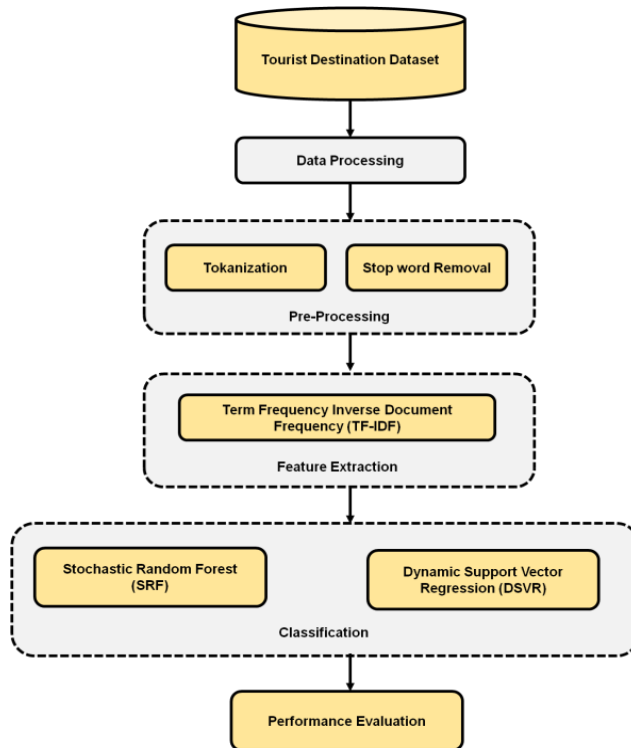 Tourist Destination Dataset
Data Processing
Tokanization
Stop word Removal
Pre-Processing
Term Frequency Inverse Document
Frequency (TF-IDF)
Feature Extraction
Stochastic Random Forest
(SRF)
Dynamic Support Vector
Regression (DSVR)
Classification
Performance Evaluation